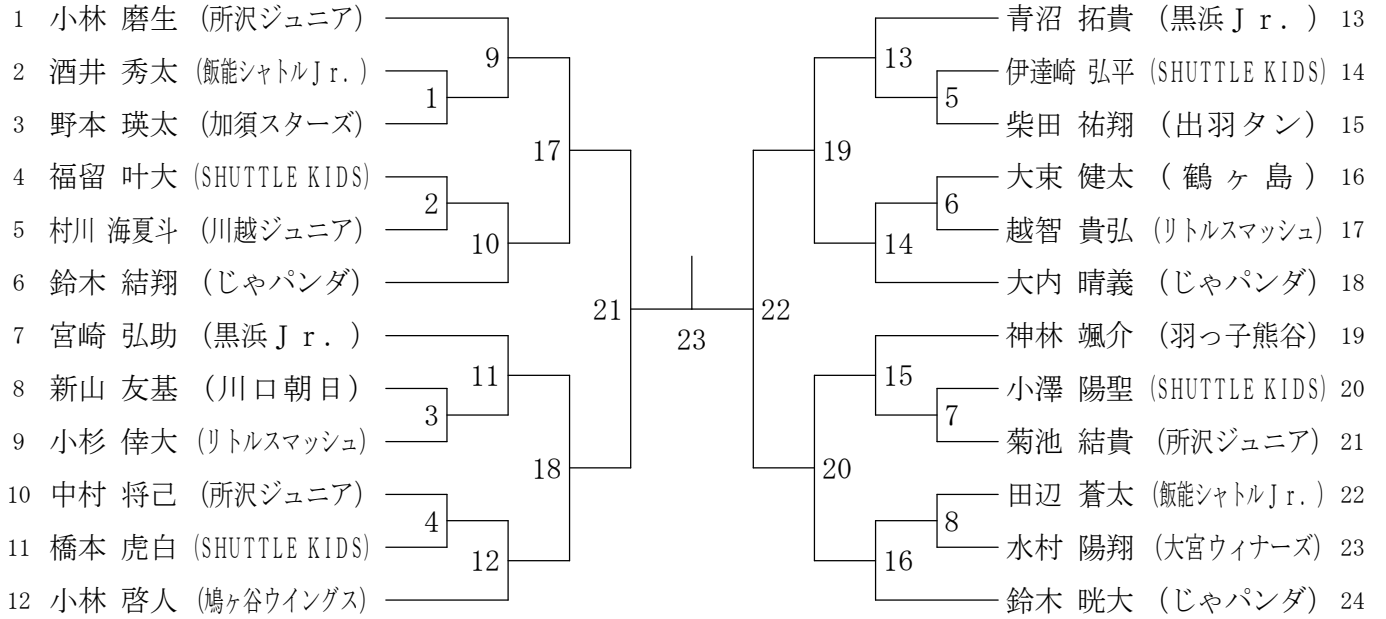 1 小林 磨生 (所沢ジュニア)
2 酒井 秀太 (飯能シャトルJr.)
3 野本 瑛太 (加須スターズ)
4 福留 叶大 (SHUTTLE KIDS)
5 村川 海夏斗 (川越ジュニア)
6 鈴木 結翔 (じゃパンダ)
7 宮崎 弘助 (黒浜Jr.)
8 新山 友基 (川口朝日)
9 小杉 倖大 (リトルスマッシュ)
10 中村 将己 (所沢ジュニア)
11 橋本 虎白 (SHUTTLE KIDS)
12 小林 啓人 (鳩ヶ谷ウイングス)
9
1
17
2
10
21
11
3
18
4
12
23
13
5
19
6
14
22
15
7
20
8
16
青沼 拓貴 (黒浜Jr.) 13
伊達崎 弘平 (SHUTTLE KIDS) 14
柴田 祐翔 (出羽タン) 15
大束 健太 (鶴ヶ島) 16
越智 貴弘 (リトルスマッシュ) 17
大内 晴義 (じゃパンダ) 18
神林 颯介 (羽っ子熊谷) 19
小澤 陽聖 (SHUTTLE KIDS) 20
菊池 結貴 (所沢ジュニア) 21
田辺 蒼太 (飯能シャトルJr.) 22
水村 陽翔 (大宮ウィナーズ) 23
鈴木 晄大 (じゃパンダ) 24